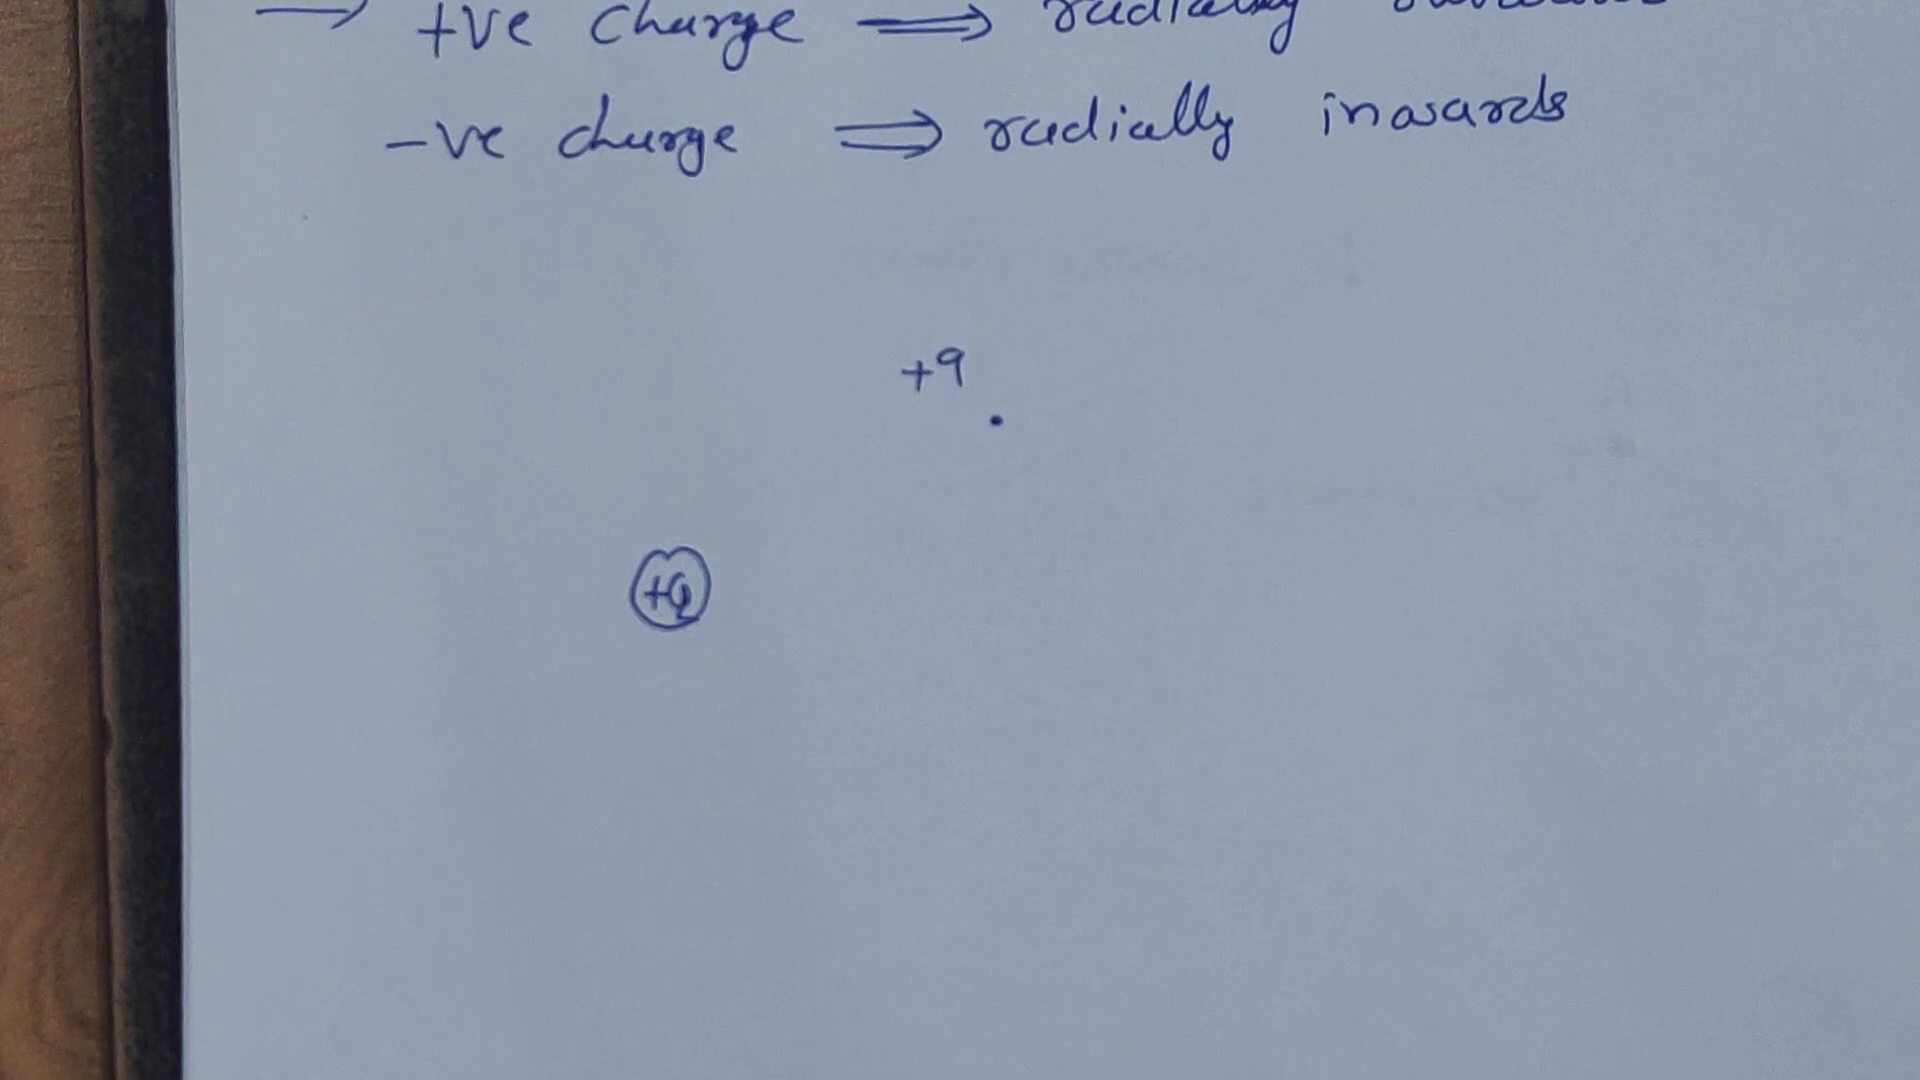 → +ve charge ⇒ radially
-ve charge ⇒ radially inwards
+q
+Q